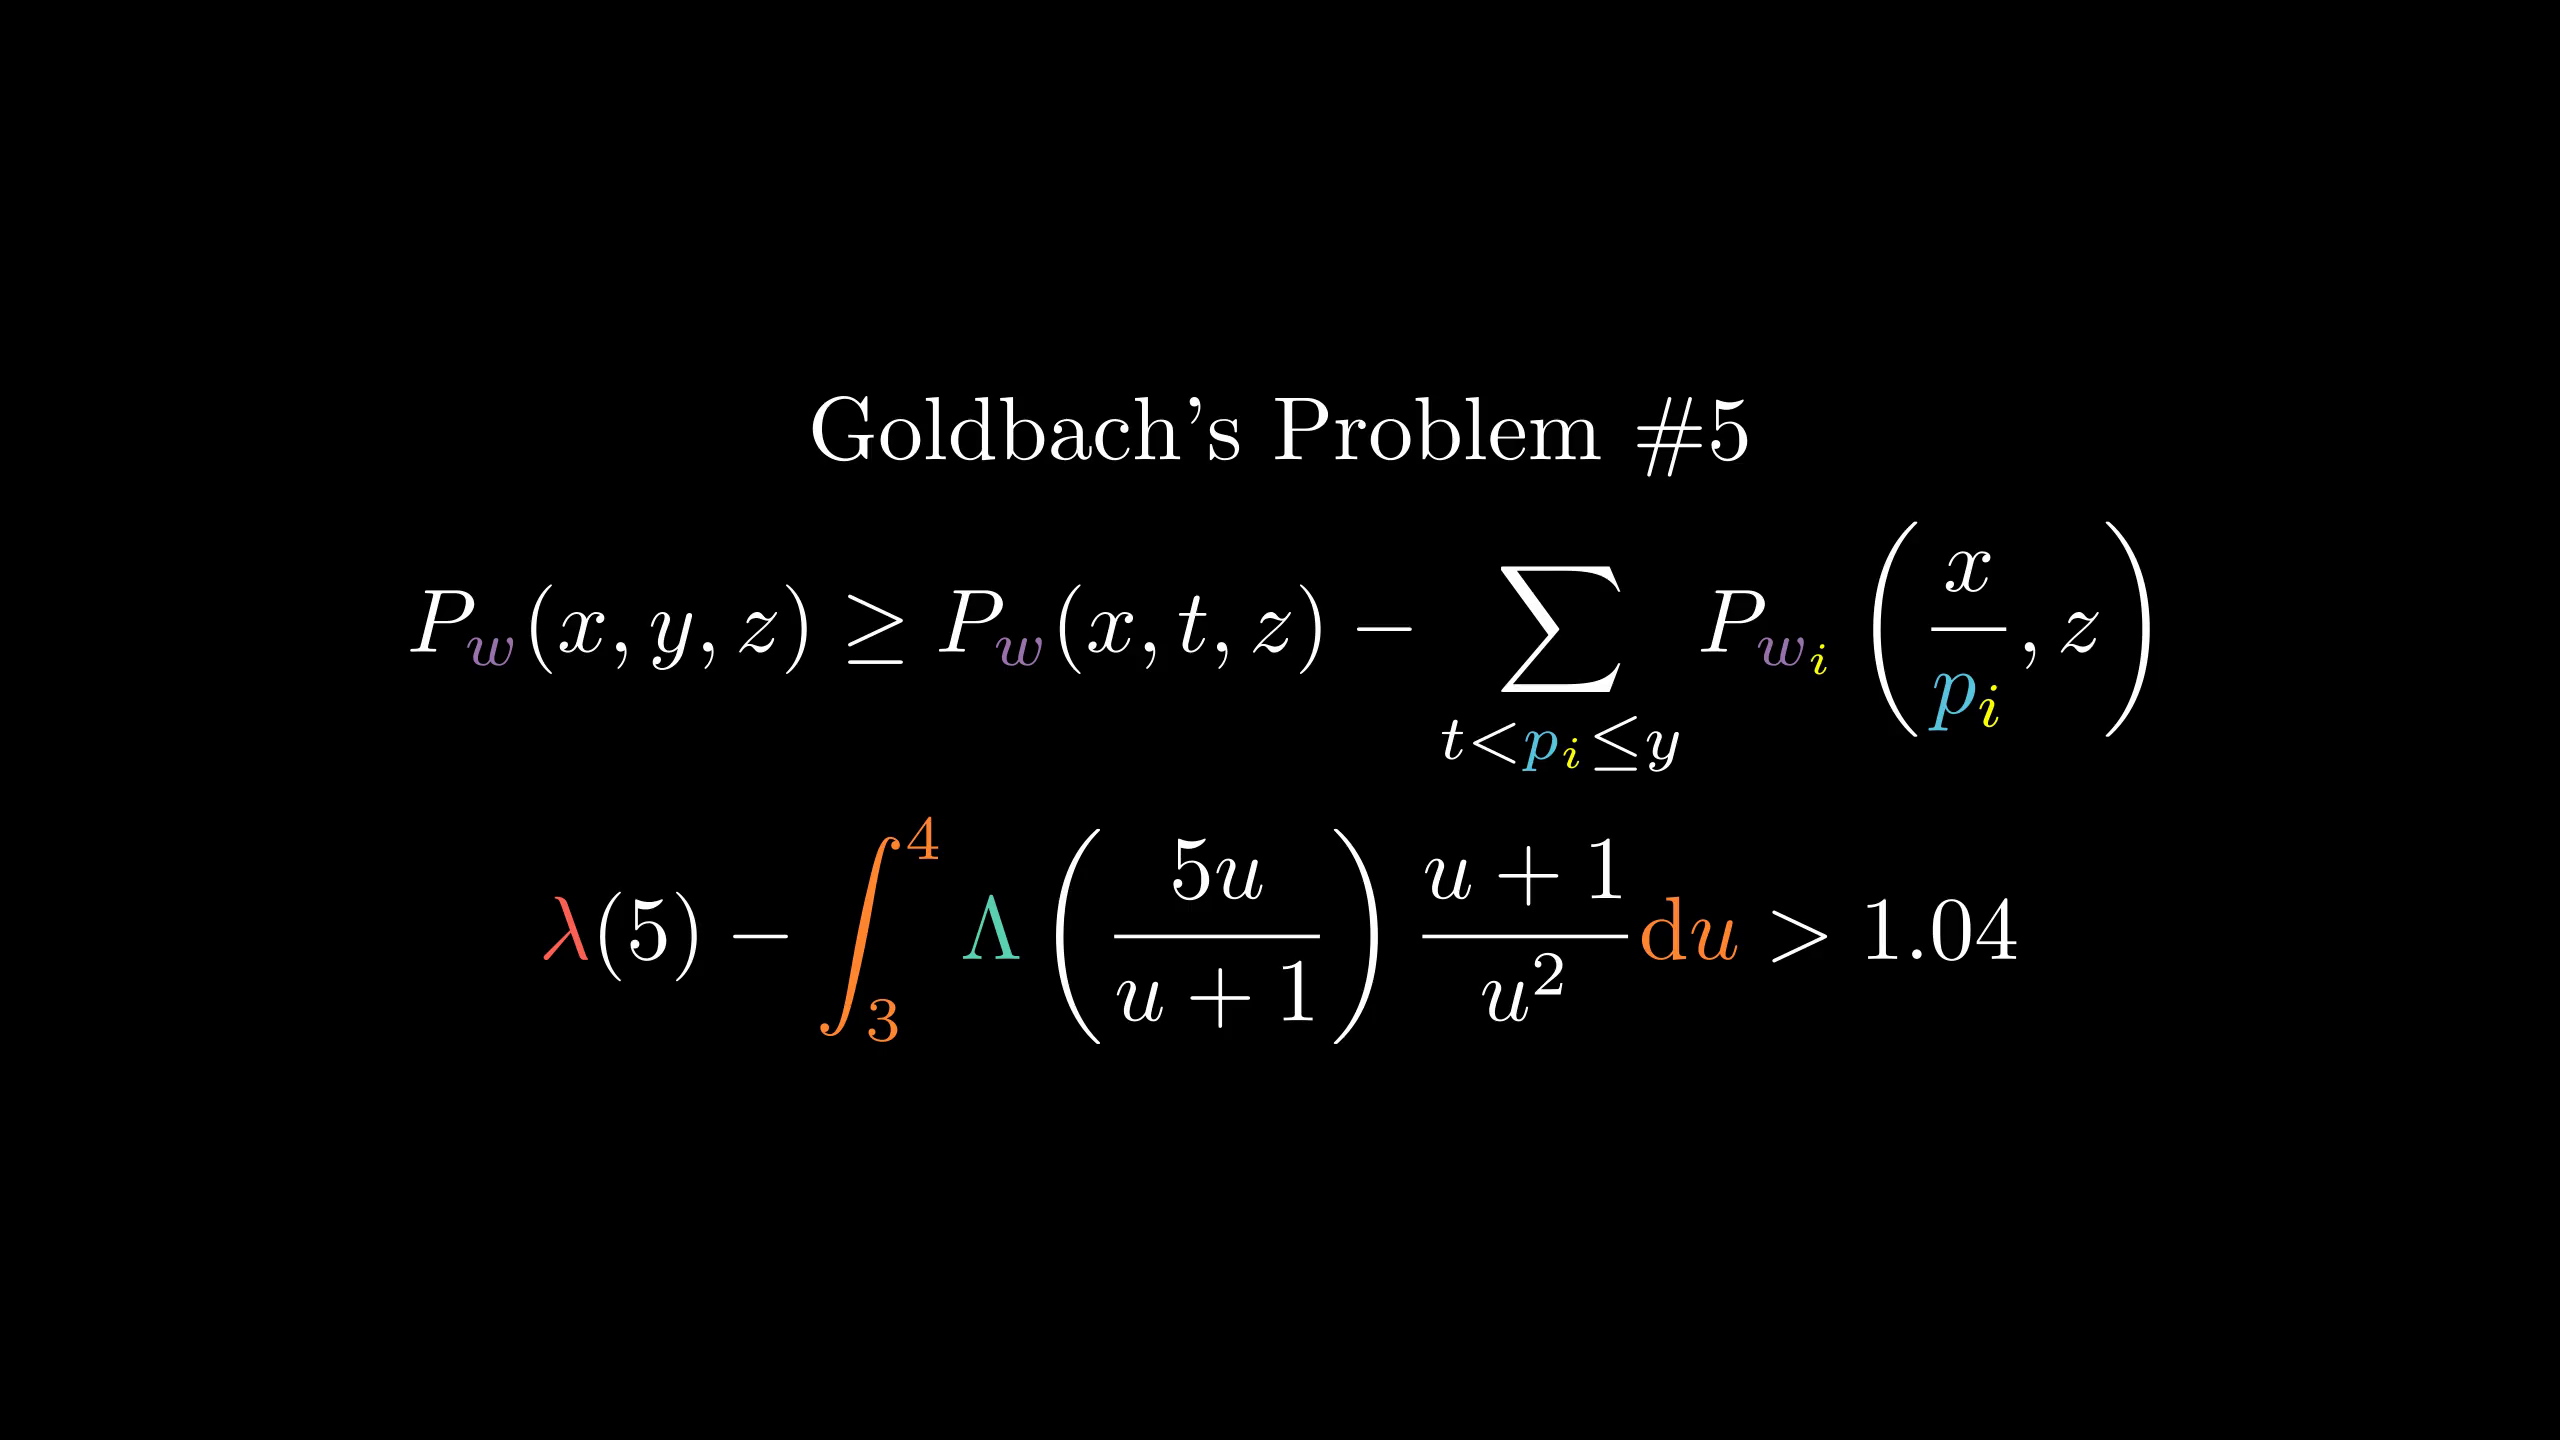 Goldbach's Problem #5
$P_w(x, y, z) \geq P_w(x, t, z) - \sum_{t<p_i\leq y} P_{w_i}\left(\frac{x}{p_i}, z\right)$
$\lambda(5) - \int_3^4 \Lambda\left(\frac{5u}{u+1}\right) \frac{u+1}{u^2} \mathrm{d}u > 1.04$